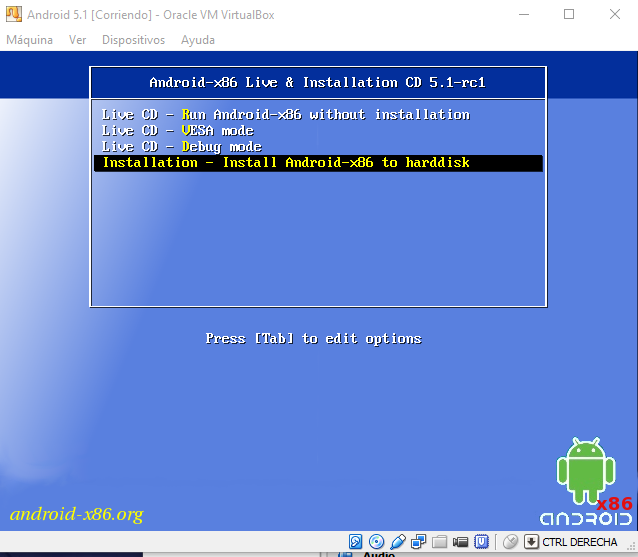 Android 5.1 [Corriendo] - Oracle VM VirtualBox
Máquina Ver Dispositivos Ayuda
Android-x86 Live & Installation CD 5.1-rc1
Live CD - Run Android-x86 without installation
Live CD - VESA mode
Live CD - Debug mode
Installation - Install Android-x86 to harddisk
Press [Tab] to edit options
x86
android-x86.org
ANDROID
CTRL DERECHA
Audio